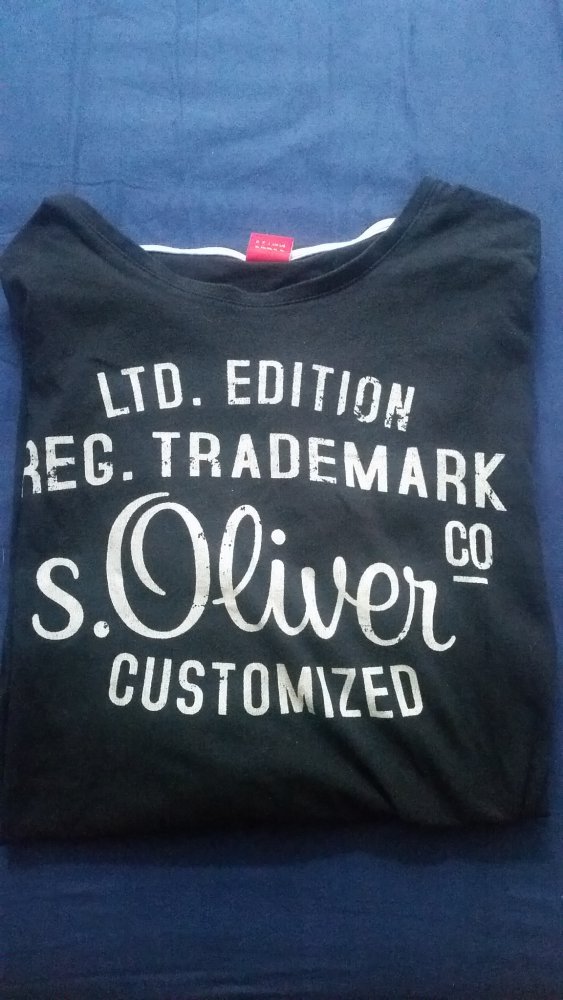 LTD. EDITION
REG. TRADEMARK
s.Oliver CO
CUSTOMIZED